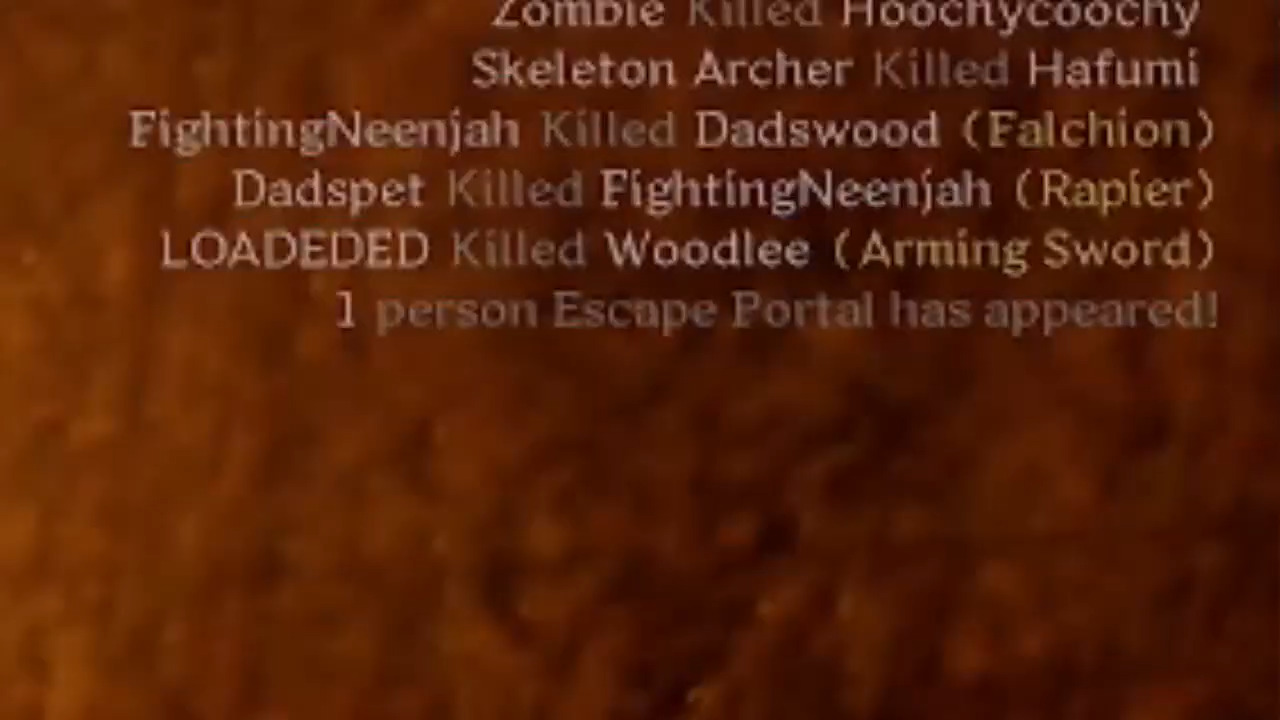 Zombie Killed Hoochycoochy
Skeleton Archer Killed Hafumi
FightingNeenjah Killed Dadswood (Falchion)
Dadspet Killed FightingNeenjah (Rapier)
LOADEDED Killed Woodlee (Arming Sword)
1 person Escape Portal has appeared!